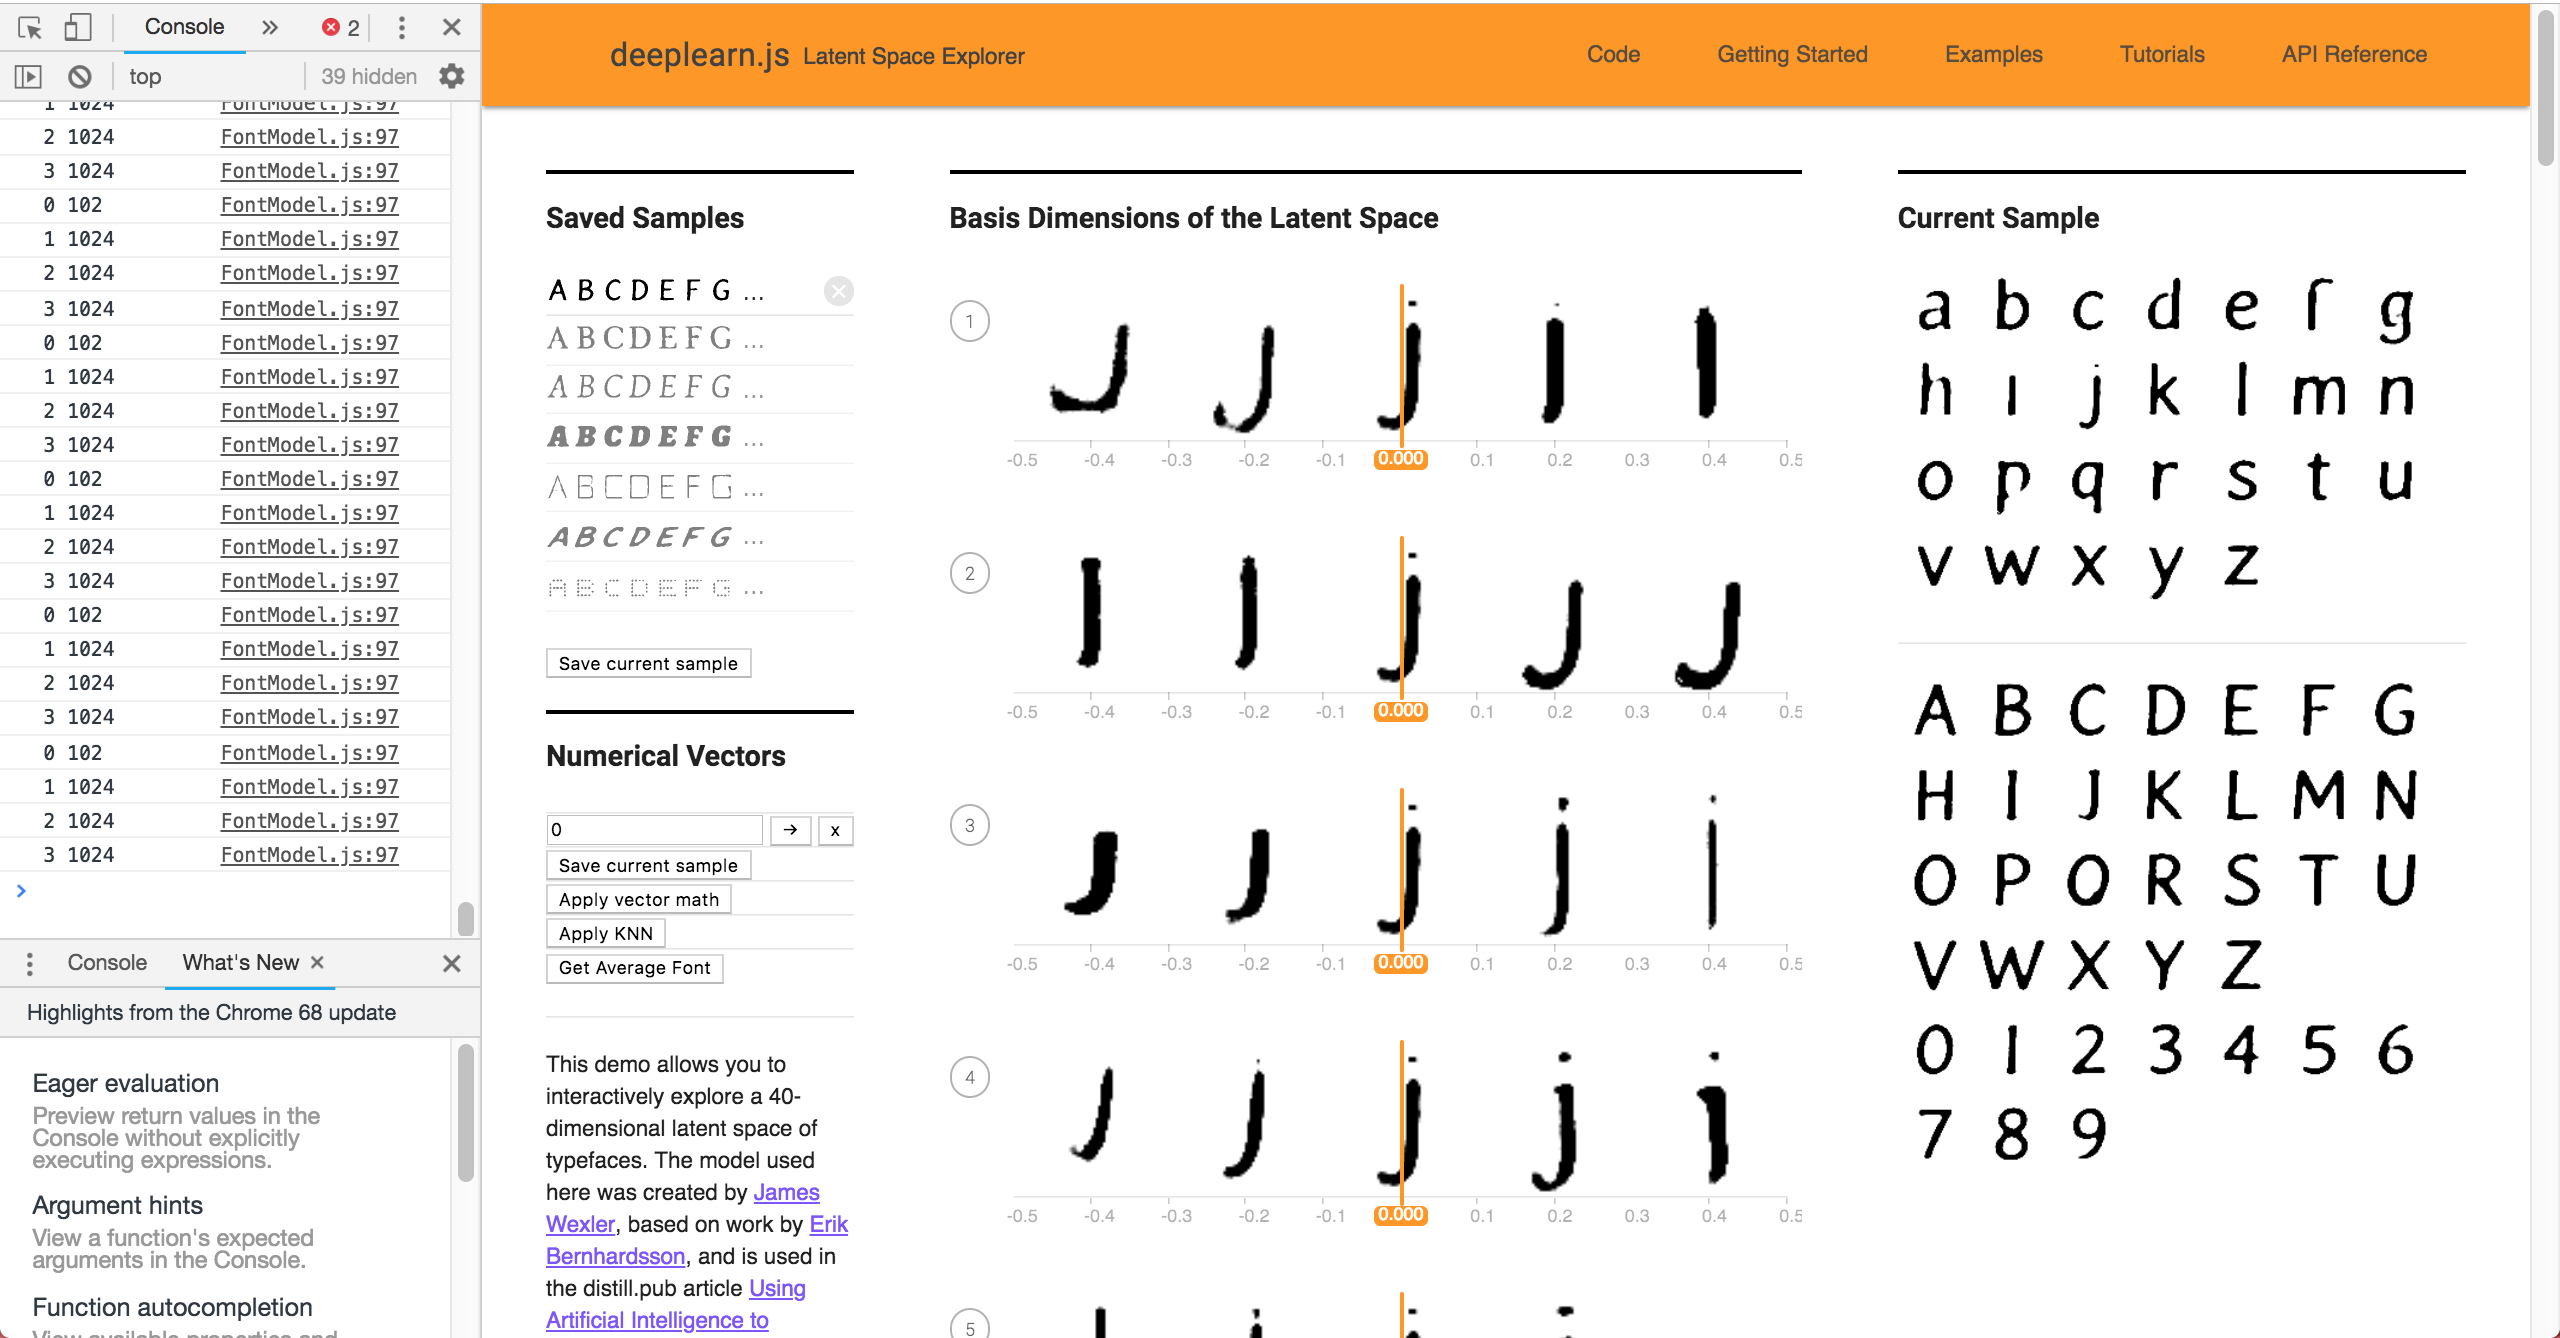 Console » 2
top 39 hidden
1 1024 FontModel.js:97
2 1024 FontModel.js:97
3 1024 FontModel.js:97
0 102 FontModel.js:97
1 1024 FontModel.js:97
2 1024 FontModel.js:97
3 1024 FontModel.js:97
0 102 FontModel.js:97
1 1024 FontModel.js:97
2 1024 FontModel.js:97
3 1024 FontModel.js:97
0 102 FontModel.js:97
1 1024 FontModel.js:97
2 1024 FontModel.js:97
3 1024 FontModel.js:97
0 102 FontModel.js:97
1 1024 FontModel.js:97
2 1024 FontModel.js:97
3 1024 FontModel.js:97
0 102 FontModel.js:97
1 1024 FontModel.js:97
2 1024 FontModel.js:97
3 1024 FontModel.js:97
Console What's New ×
Highlights from the Chrome 68 update
Eager evaluation
Preview return values in the
Console without explicitly
executing expressions.
Argument hints
View a function's expected
arguments in the Console.
Function autocompletion
View available properties and
deeplearn.js Latent Space Explorer Code Getting Started Examples Tutorials API Reference
Saved Samples
A B C D E F G ...
A B C D E F G ...
A B C D E F G ...
A B C D E F G ...
A B C D E F G ...
A B C D E F G ...
A B C D E F G ...
Save current sample
Numerical Vectors
0 → x
Save current sample
Apply vector math
Apply KNN
Get Average Font
This demo allows you to
interactively explore a 40-
dimensional latent space of
typefaces. The model used
here was created by James
Wexler, based on work by Erik
Bernhardsson, and is used in
the distill.pub article Using
Artificial Intelligence to
Basis Dimensions of the Latent Space
1
J J j j l
-0.5 -0.4 -0.3 -0.2 -0.1 0.000 0.1 0.2 0.3 0.4 0.5
2
l j j J J
-0.5 -0.4 -0.3 -0.2 -0.1 0.000 0.1 0.2 0.3 0.4 0.5
3
J J j j i
-0.5 -0.4 -0.3 -0.2 -0.1 0.000 0.1 0.2 0.3 0.4 0.5
4
J j j j j
-0.5 -0.4 -0.3 -0.2 -0.1 0.000 0.1 0.2 0.3 0.4 0.5
5
Current Sample
a b c d e f g
h ı j k l m n
o p q r s t u
v w x y z
A B C D E F G
H I J K L M N
O P Q R S T U
V W X Y Z
0 1 2 3 4 5 6
7 8 9